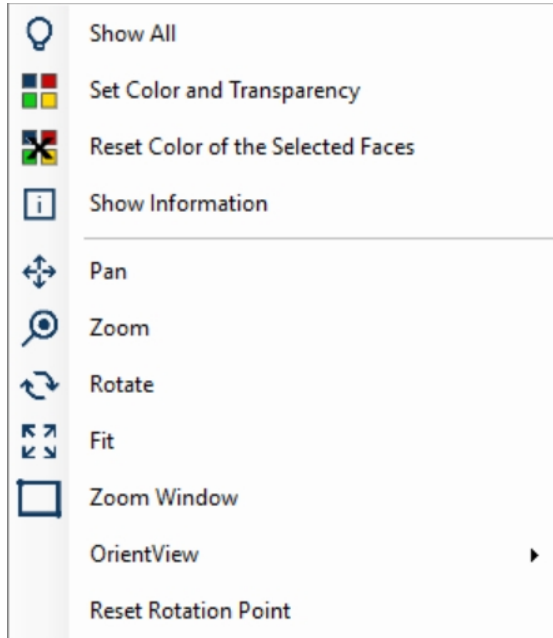 Show All
Set Color and Transparency
Reset Color of the Selected Faces
Show Information
Pan
Zoom
Rotate
Fit
Zoom Window
OrientView
Reset Rotation Point